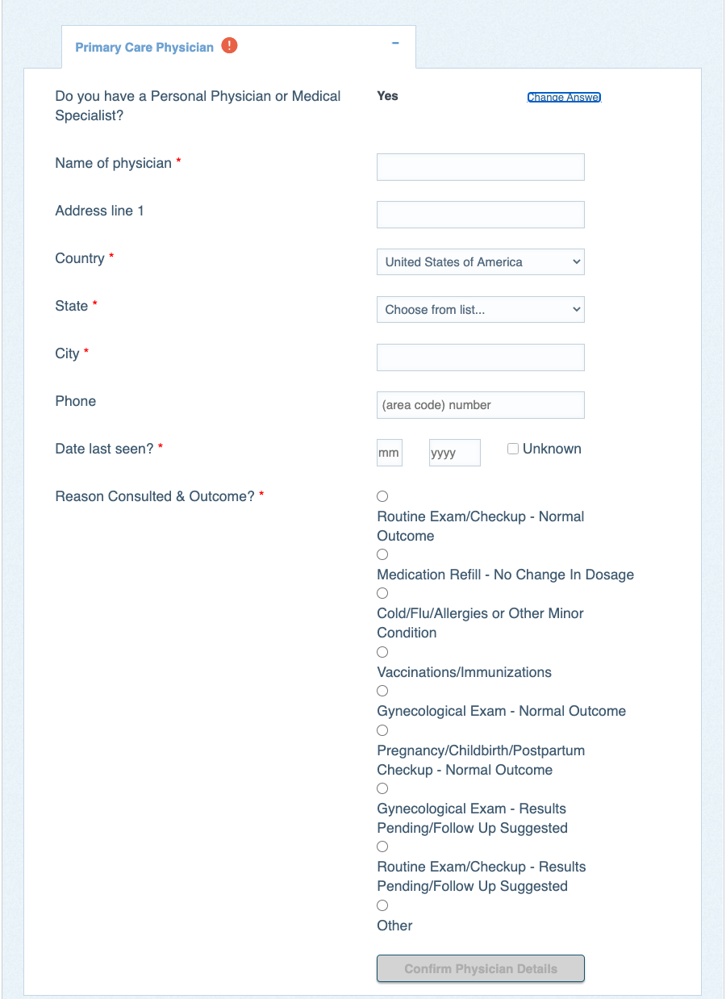 Primary Care Physician !
Do you have a Personal Physician or Medical Specialist? Yes Change Answer
Name of physician *
Address line 1
Country * United States of America
State * Choose from list...
City *
Phone (area code) number
Date last seen? * mm yyyy Unknown
Reason Consulted & Outcome? *
Routine Exam/Checkup - Normal
Outcome
Medication Refill - No Change In Dosage
Cold/Flu/Allergies or Other Minor
Condition
Vaccinations/Immunizations
Gynecological Exam - Normal Outcome
Pregnancy/Childbirth/Postpartum
Checkup - Normal Outcome
Gynecological Exam - Results
Pending/Follow Up Suggested
Routine Exam/Checkup - Results
Pending/Follow Up Suggested
Other
Confirm Physician Details